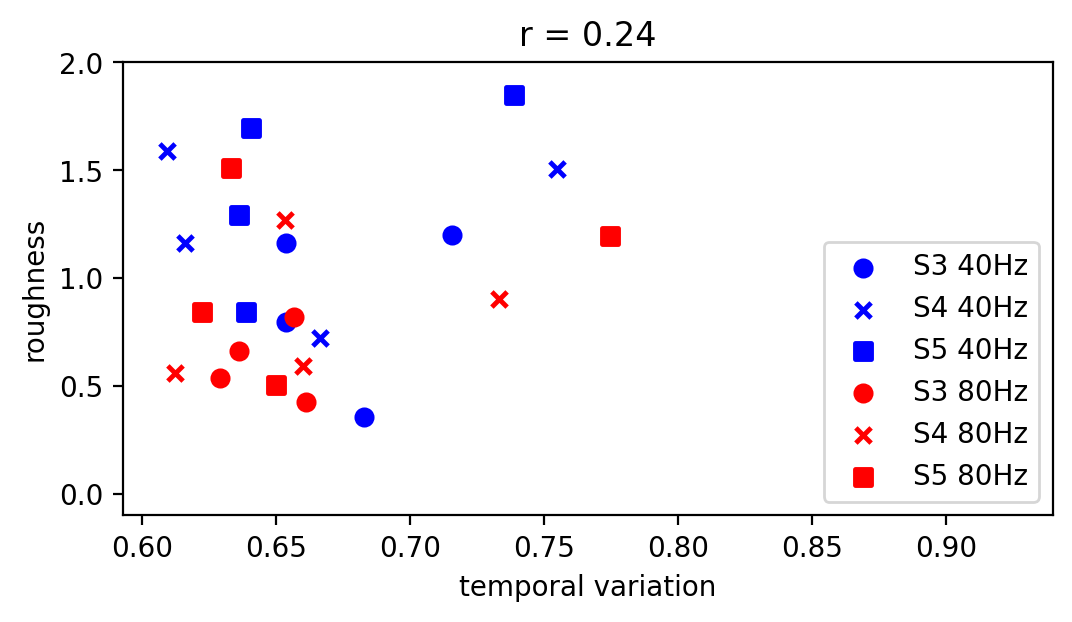 r = 0.24
2.0
1.5
1.0
0.5
0.0
roughness
S3 40Hz
S4 40Hz
S5 40Hz
S3 80Hz
S4 80Hz
S5 80Hz
0.60 0.65 0.70 0.75 0.80 0.85 0.90
temporal variation